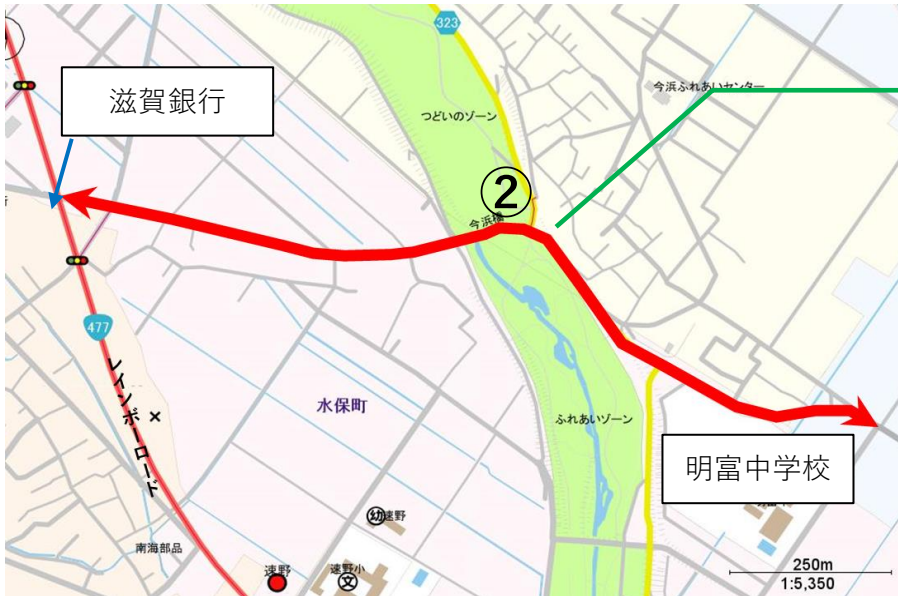 323
滋賀銀行
今浜ふれあいセンター
つどいのゾーン
②
今浜橋
477
レインボーロード
水保町
ふれあいゾーン
明富中学校
幼 速野
南海部品
速野
速野小
文
250m
1:5,350